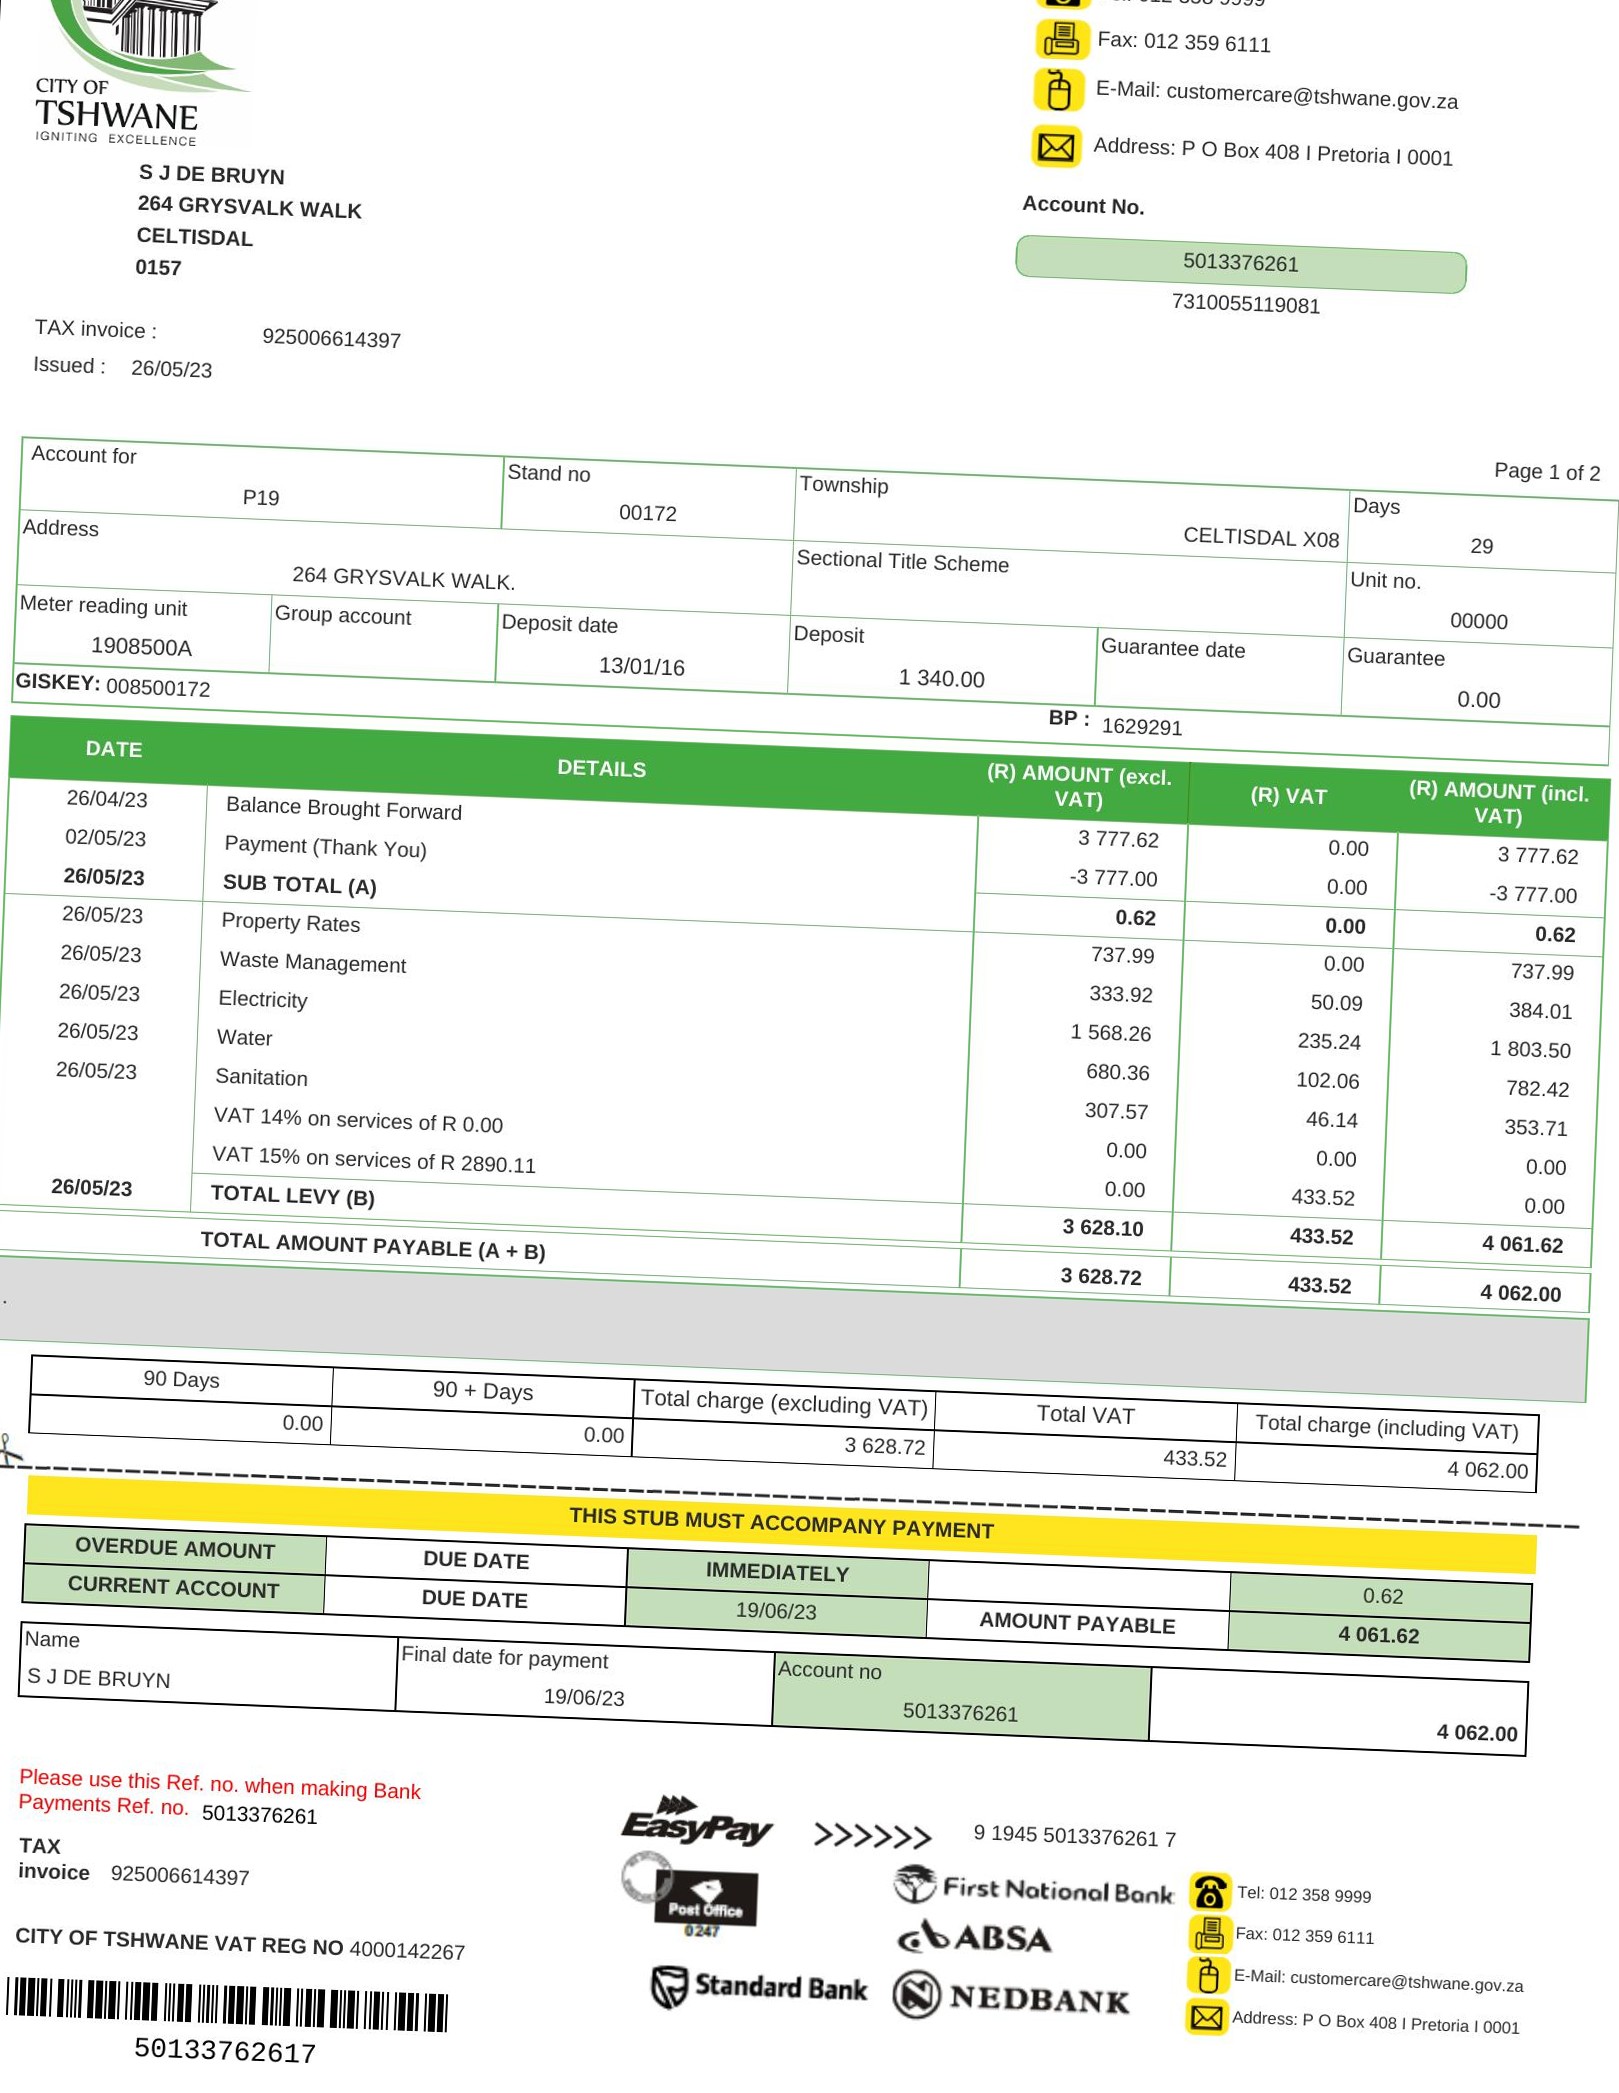 Fax: 012 359 6111
E-Mail: customercare@tshwane.gov.za
Address: P O Box 408 I Pretoria I 0001
CITY OF
TSHWANE
IGNITING EXCELLENCE
S J DE BRUYN
264 GRYSVALK WALK
CELTISDAL
0157
Account No.
5013376261
7310055119081
TAX invoice : 925006614397
Issued : 26/05/23
Page 1 of 2
Account for Stand no Township Days
P19 00172 CELTISDAL X08 29
Address Sectional Title Scheme Unit no.
264 GRYSVALK WALK. 00000
Meter reading unit Group account Deposit date Deposit Guarantee date Guarantee
1908500A 13/01/16 1 340.00 0.00
GISKEY: 008500172 BP : 1629291
DATE DETAILS (R) AMOUNT (excl. VAT) (R) VAT (R) AMOUNT (incl. VAT)
26/04/23 Balance Brought Forward 3 777.62 0.00 3 777.62
02/05/23 Payment (Thank You) -3 777.00 0.00 -3 777.00
26/05/23 SUB TOTAL (A) 0.62 0.00 0.62
26/05/23 Property Rates 737.99 0.00 737.99
26/05/23 Waste Management 333.92 50.09 384.01
26/05/23 Electricity 1 568.26 235.24 1 803.50
26/05/23 Water 680.36 102.06 782.42
26/05/23 Sanitation 307.57 46.14 353.71
VAT 14% on services of R 0.00 0.00 0.00 0.00
VAT 15% on services of R 2890.11 0.00 433.52 0.00
26/05/23 TOTAL LEVY (B) 3 628.10 433.52 4 061.62
TOTAL AMOUNT PAYABLE (A + B) 3 628.72 433.52 4 062.00
.
90 Days 90 + Days Total charge (excluding VAT) Total VAT Total charge (including VAT)
0.00 0.00 3 628.72 433.52 4 062.00
THIS STUB MUST ACCOMPANY PAYMENT
OVERDUE AMOUNT DUE DATE IMMEDIATELY 0.62
CURRENT ACCOUNT DUE DATE 19/06/23 AMOUNT PAYABLE 4 061.62
Name Final date for payment Account no
S J DE BRUYN 19/06/23 5013376261 4 062.00
Please use this Ref. no. when making Bank
Payments Ref. no. 5013376261
TAX
invoice 925006614397
CITY OF TSHWANE VAT REG NO 4000142267
50133762617
EasyPay >>>>>> 9 1945 5013376261 7
Post Office
0247
First National Bank
ABSA
Standard Bank
NEDBANK
Tel: 012 358 9999
Fax: 012 359 6111
E-Mail: customercare@tshwane.gov.za
Address: P O Box 408 I Pretoria I 0001